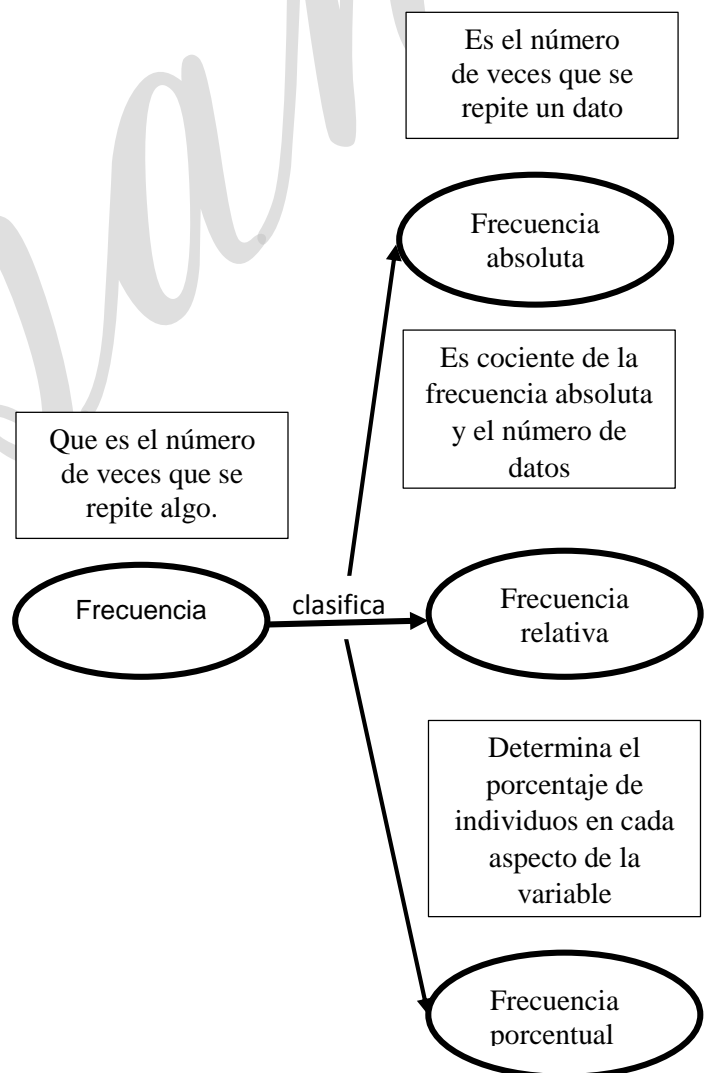 Es el número
de veces que se
repite un dato
Frecuencia
absoluta
Es cociente de la
frecuencia absoluta
y el número de
datos
Que es el número
de veces que se
repite algo.
Frecuencia
clasifica
Frecuencia
relativa
Determina el
porcentaje de
individuos en cada
aspecto de la
variable
Frecuencia
porcentual